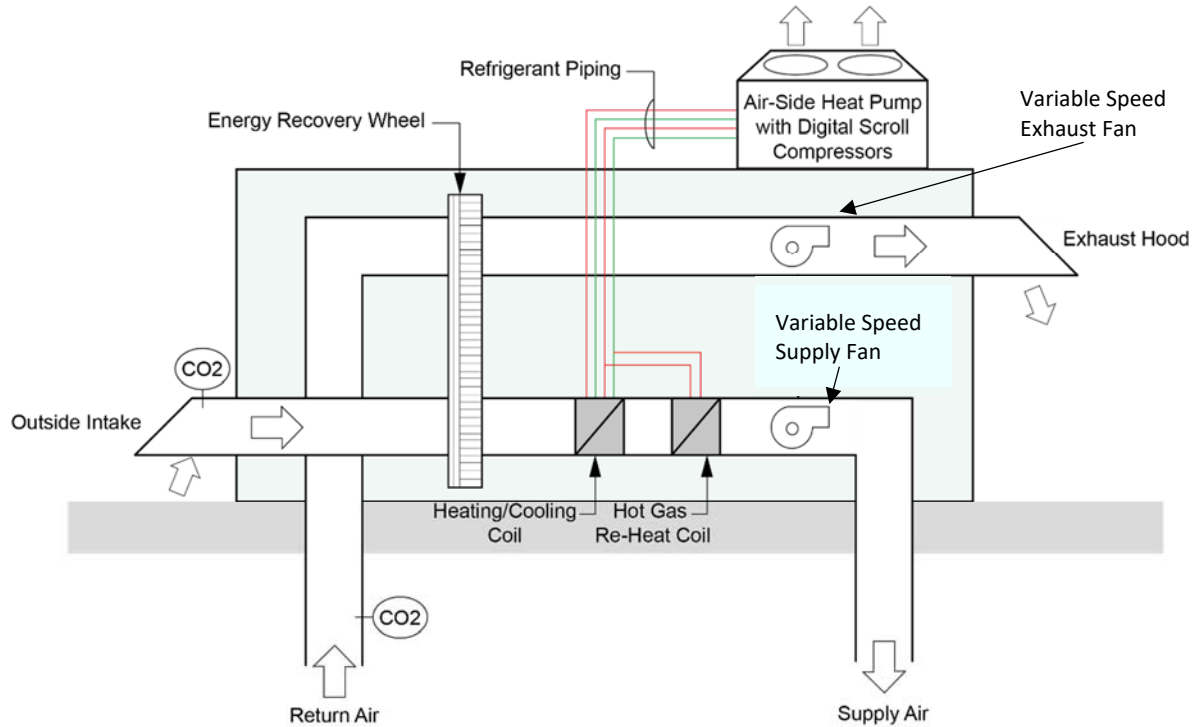 Refrigerant Piping
Energy Recovery Wheel
Air-Side Heat Pump
with Digital Scroll
Compressors
Variable Speed
Exhaust Fan
Exhaust Hood
Variable Speed
Supply Fan
CO2
Outside Intake
Heating/Cooling
Coil
Hot Gas
Re-Heat Coil
CO2
Return Air
Supply Air